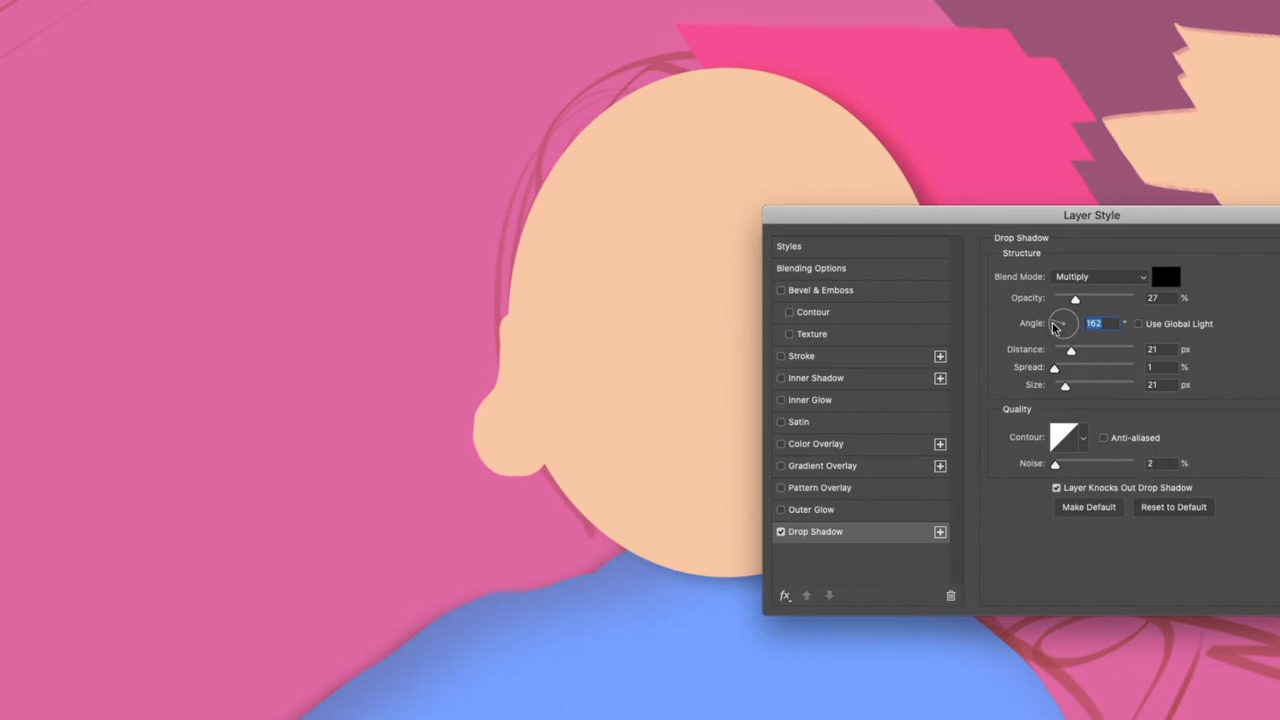 Layer Style
Styles
Blending Options
Bevel & Emboss
Contour
Texture
Stroke
Inner Shadow
Inner Glow
Satin
Color Overlay
Gradient Overlay
Pattern Overlay
Outer Glow
Drop Shadow
fx
Drop Shadow
Structure
Blend Mode: Multiply
Opacity: 27 %
Angle: 162 ° Use Global Light
Distance: 21 px
Spread: 1 %
Size: 21 px
Quality
Contour: Anti-aliased
Noise: 2 %
Layer Knocks Out Drop Shadow
Make Default Reset to Default